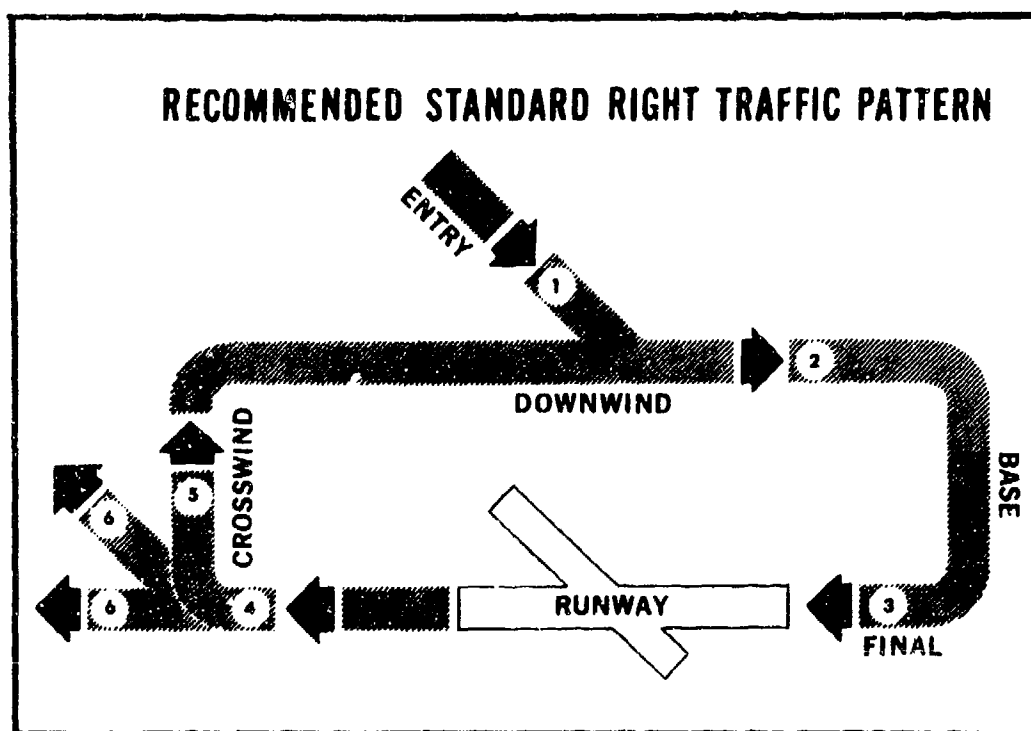 RECOMMENDED STANDARD RIGHT TRAFFIC PATTERN
ENTRY
1
2
DOWNWIND
CROSSWIND
BASE
5
6
RUNWAY
6
4
3
FINAL